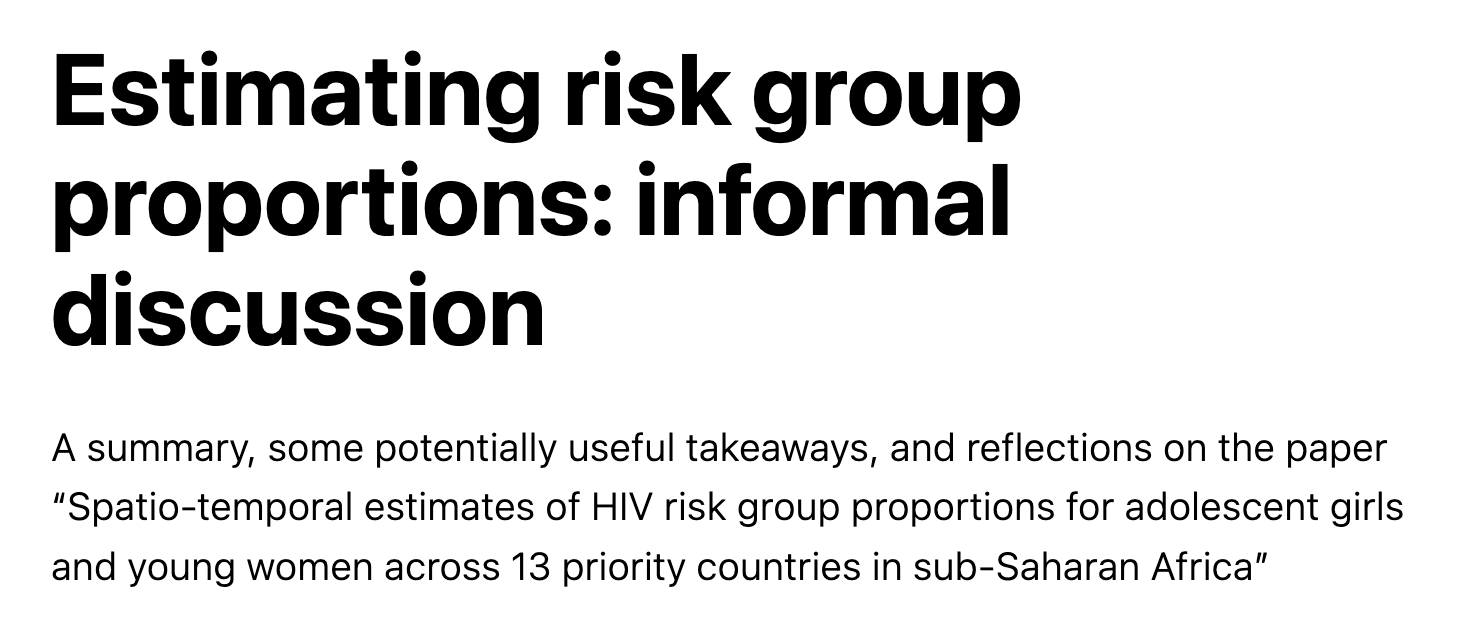 Estimating risk group
proportions: informal
discussion
A summary, some potentially useful takeaways, and reflections on the paper
“Spatio-temporal estimates of HIV risk group proportions for adolescent girls
and young women across 13 priority countries in sub-Saharan Africa”